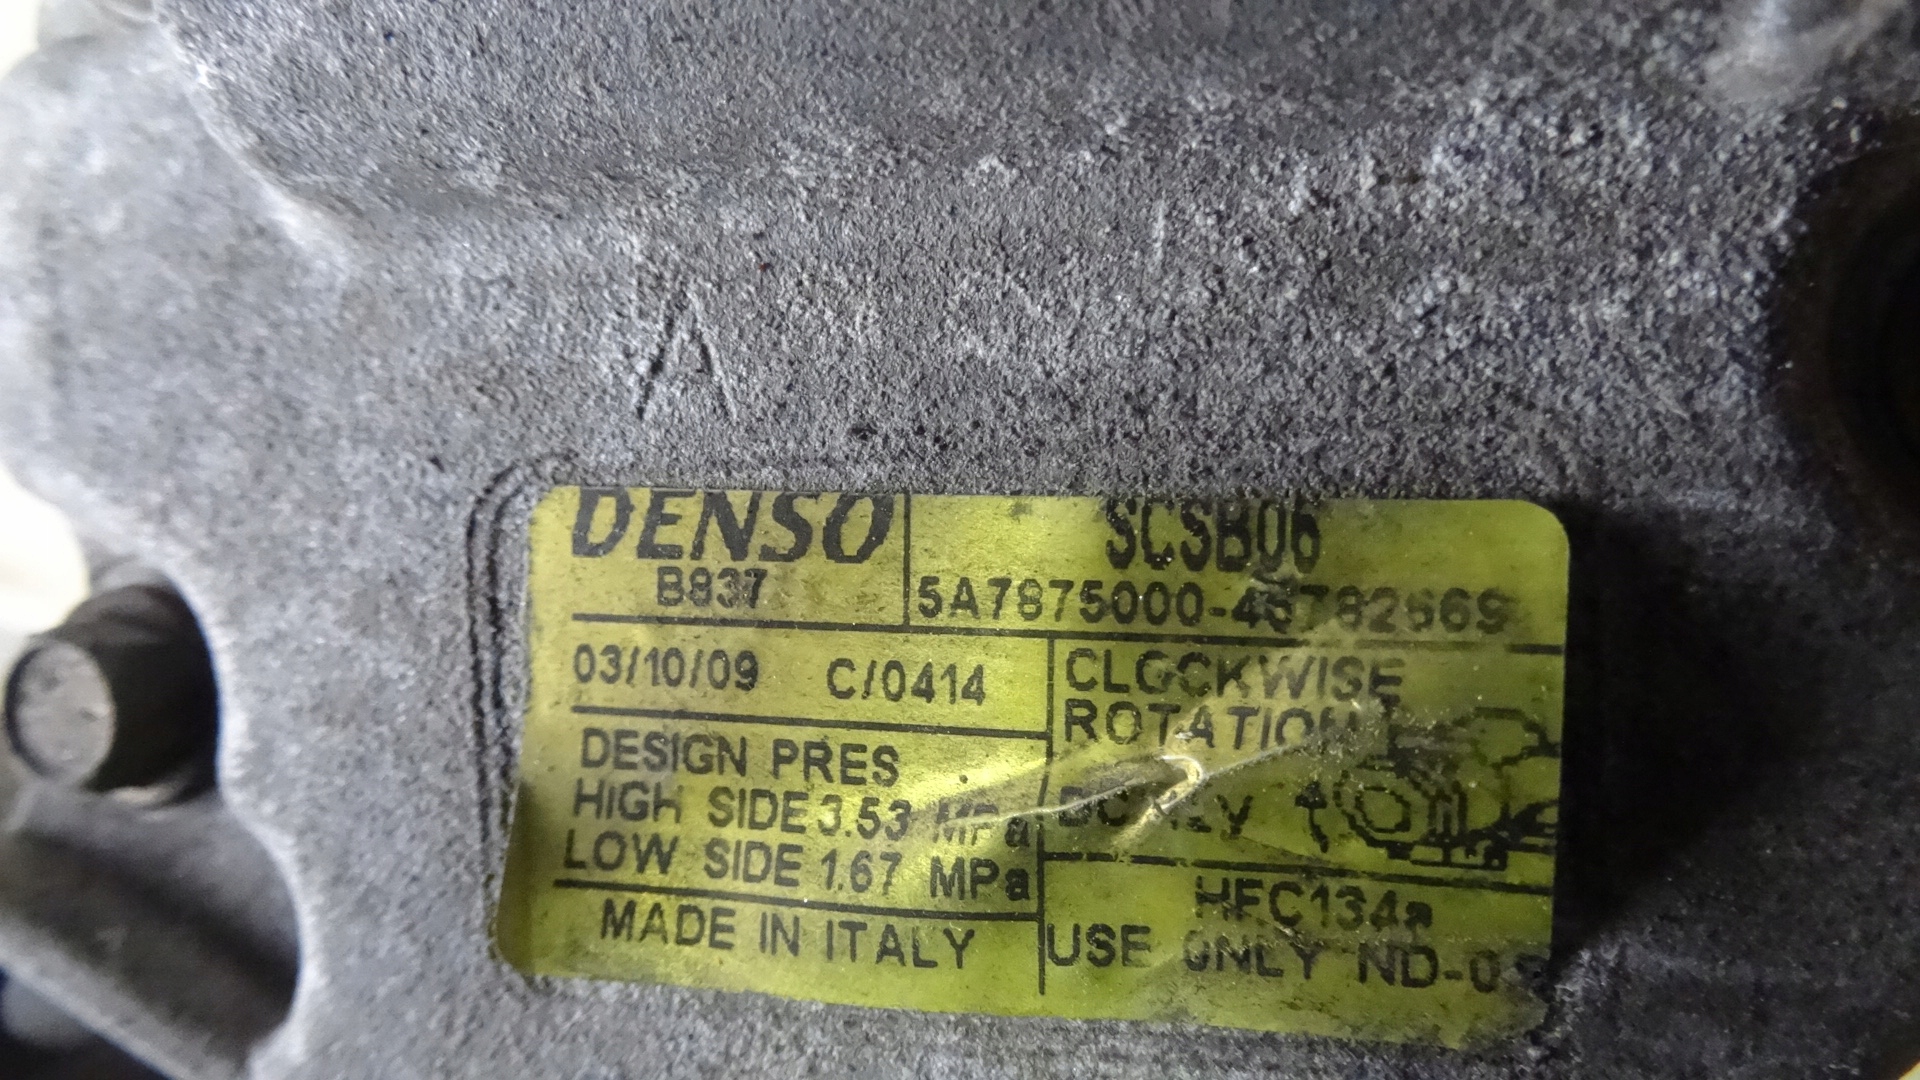 A
DENSO
SCSB06
B837
5A7875000-46782669
03/10/09 C/0414
CLOCKWISE
ROTATION
DESIGN PRES
HIGH SIDE 3.53 MPa
LOW SIDE 1.67 MPa
MADE IN ITALY
HFC134a
USE ONLY